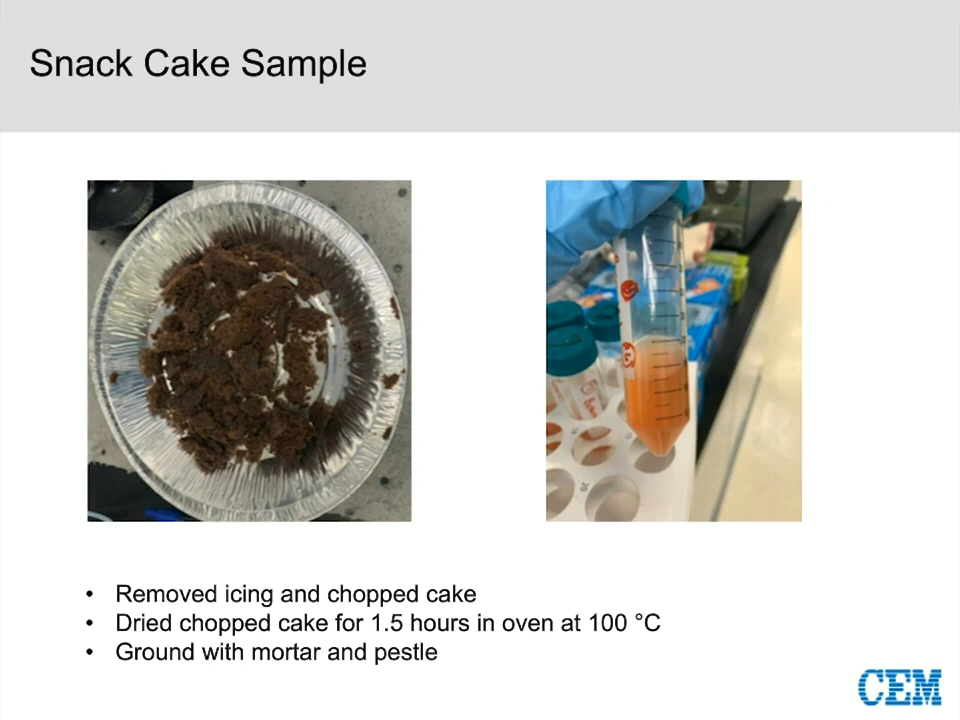 Snack Cake Sample
• Removed icing and chopped cake
• Dried chopped cake for 1.5 hours in oven at 100 °C
• Ground with mortar and pestle
CEM